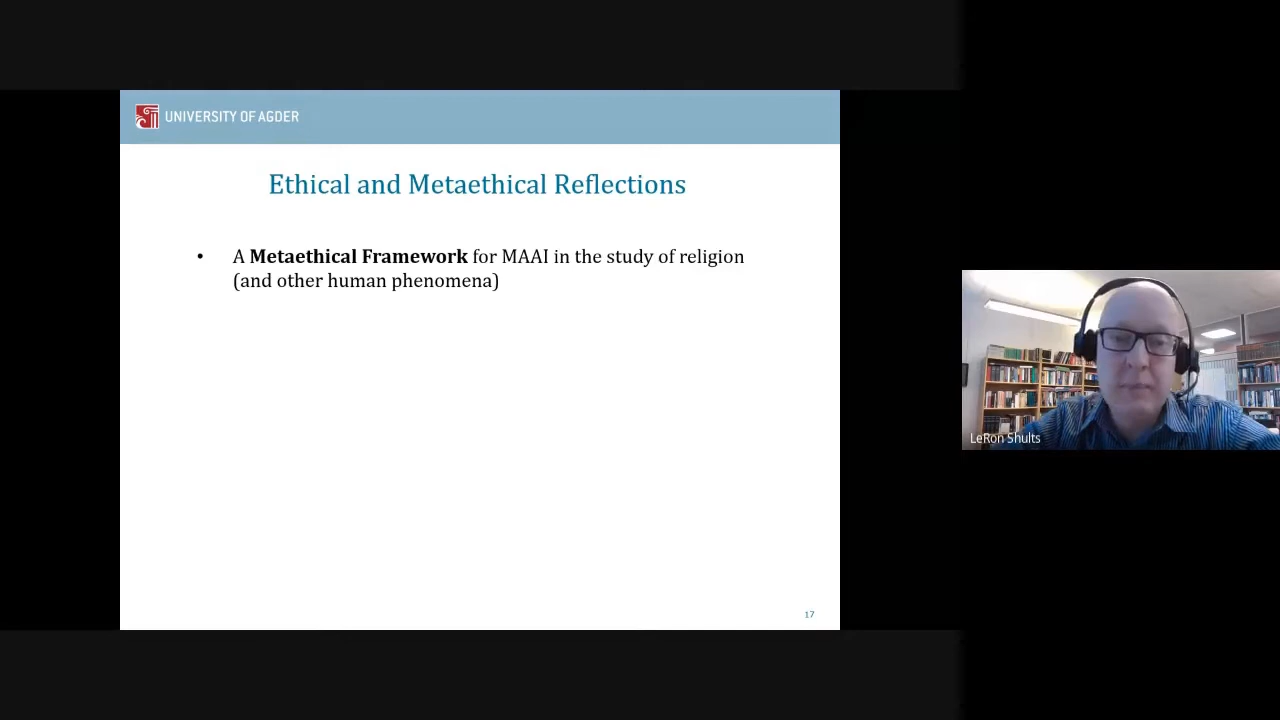 UNIVERSITY OF AGDER
Ethical and Metaethical Reflections
• A Metaethical Framework for MAAI in the study of religion
(and other human phenomena)
17
LeRon Shults